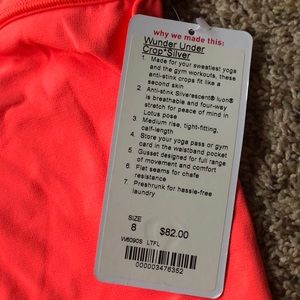 why we made this:
Wunder Under
Crop*Silver
1. Made for your sweatiest yoga
and the gym workouts, these
anti-stink crops fit like a
second skin
2. Anti-stink Silverescent® luon®
is breathable and four-way
stretch for peace of mind in
Lotus pose
3. Medium rise, tight-fitting,
calf-length
4. Store your yoga pass or gym
card in the waistband pocket
5. Gusset designed for full range
of movement and comfort
6. Flat seams for chafe
resistance
7. Preshrunk for hassle-free
laundry
SIZE
8 $82.00
W6090S LTFL
000003476352